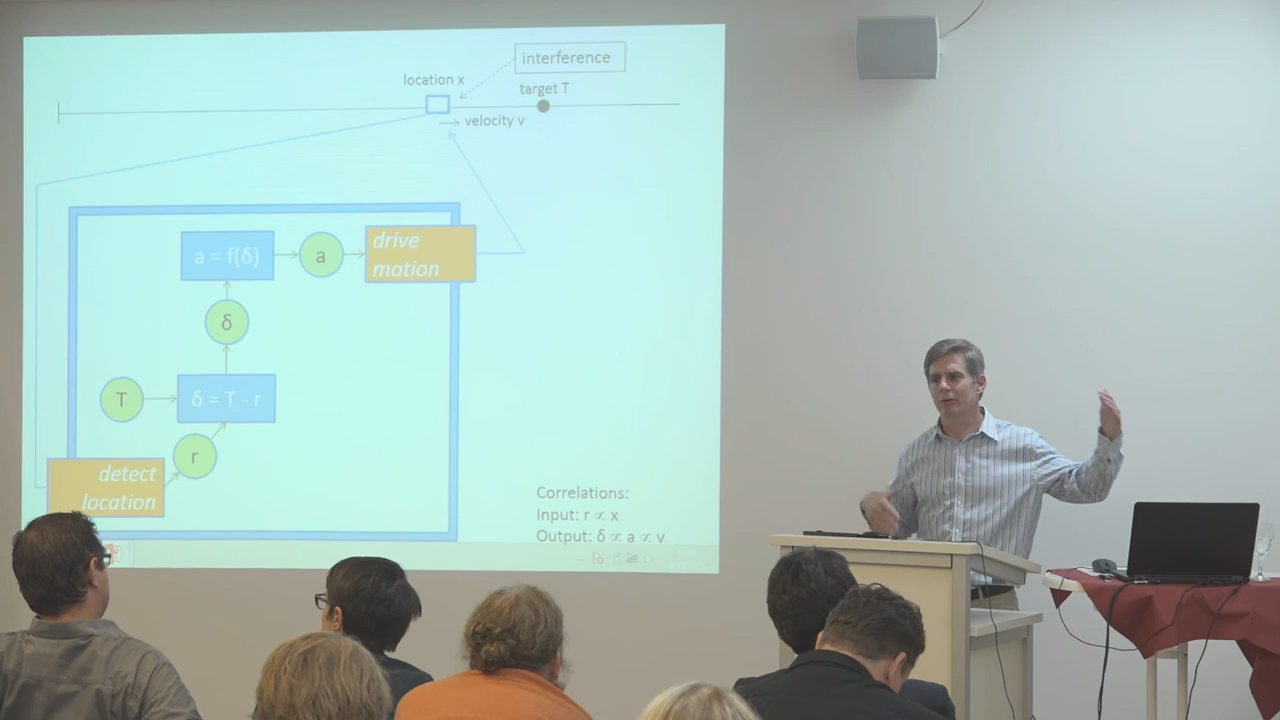 interference
location x
target T
velocity v
a = f(δ)
a
drive
motion
δ
T
δ = T - r
r
detect
location
Correlations:
Input: r ∝ x
Output: δ ∝ a ∝ v